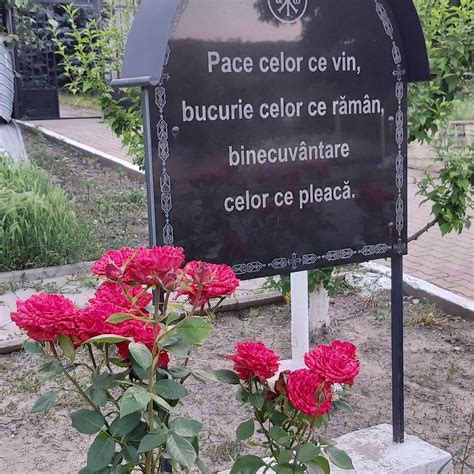 Pace celor ce vin,
bucurie celor ce rămân,
binecuvântare
celor ce pleacă.